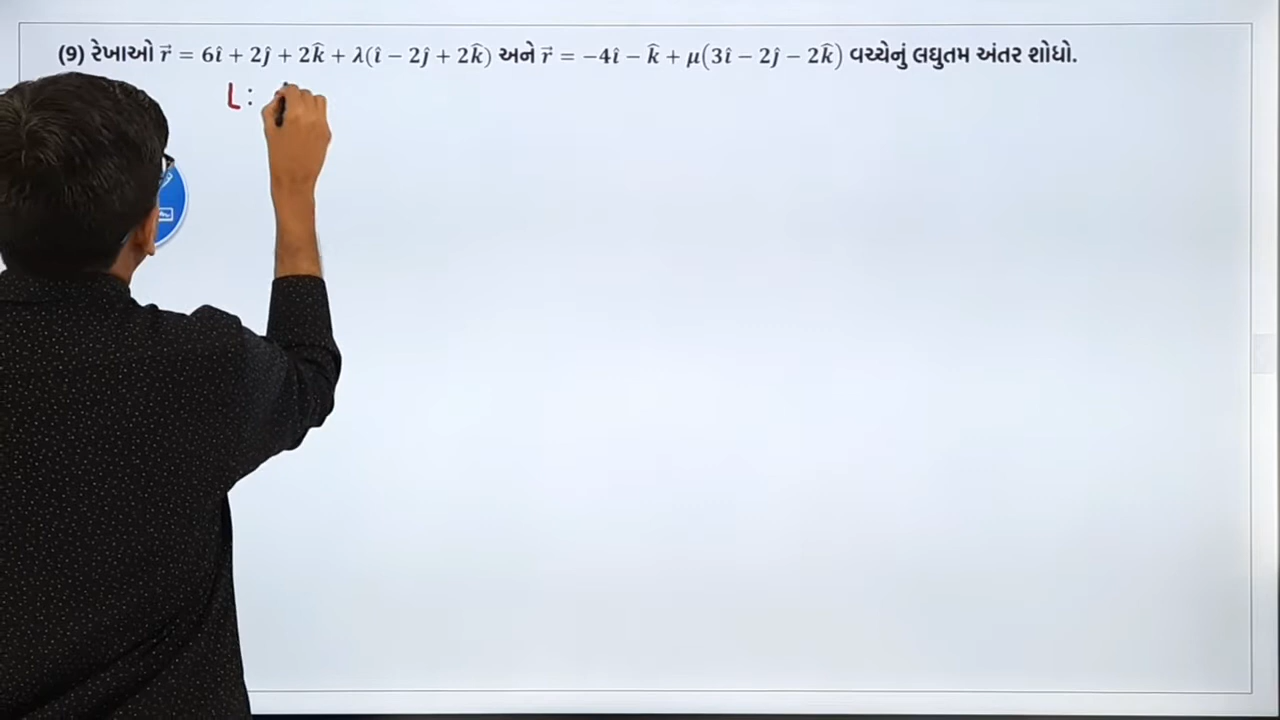 (9) રેખાઓ r⃗ = 6î + 2ĵ + 2k̂ + λ(î − 2ĵ + 2k̂) અને r⃗ = −4î − k̂ + μ(3î − 2ĵ − 2k̂) વચ્ચેનું લઘુતમ અંતર શોધો.
L: